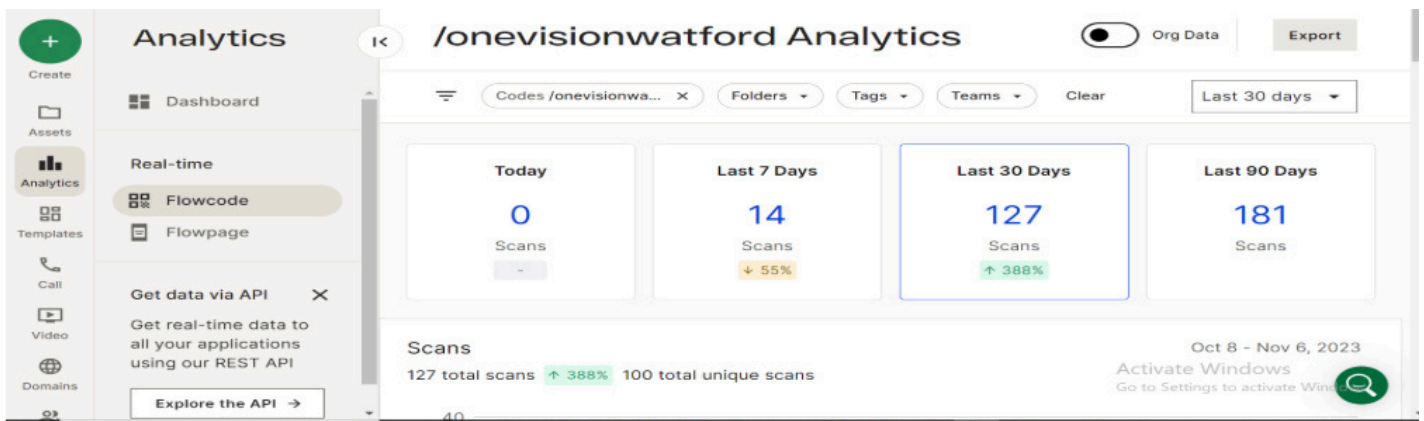 +
Create
Assets
Analytics
Templates
Call
Video
Domains
Analytics
Dashboard
Real-time
Flowcode
Flowpage
Get data via API ✕
Get real-time data to
all your applications
using our REST API
Explore the API →
/onevisionwatford Analytics
Org Data
Export
Codes /onevisionwa... ✕
Folders
Tags
Teams
Clear
Last 30 days
Today
0
Scans
-
Last 7 Days
14
Scans
↓ 55%
Last 30 Days
127
Scans
↑ 388%
Last 90 Days
181
Scans
Scans
Oct 8 - Nov 6, 2023
127 total scans ↑ 388% 100 total unique scans
Activate Windows
Go to Settings to activate Win
40